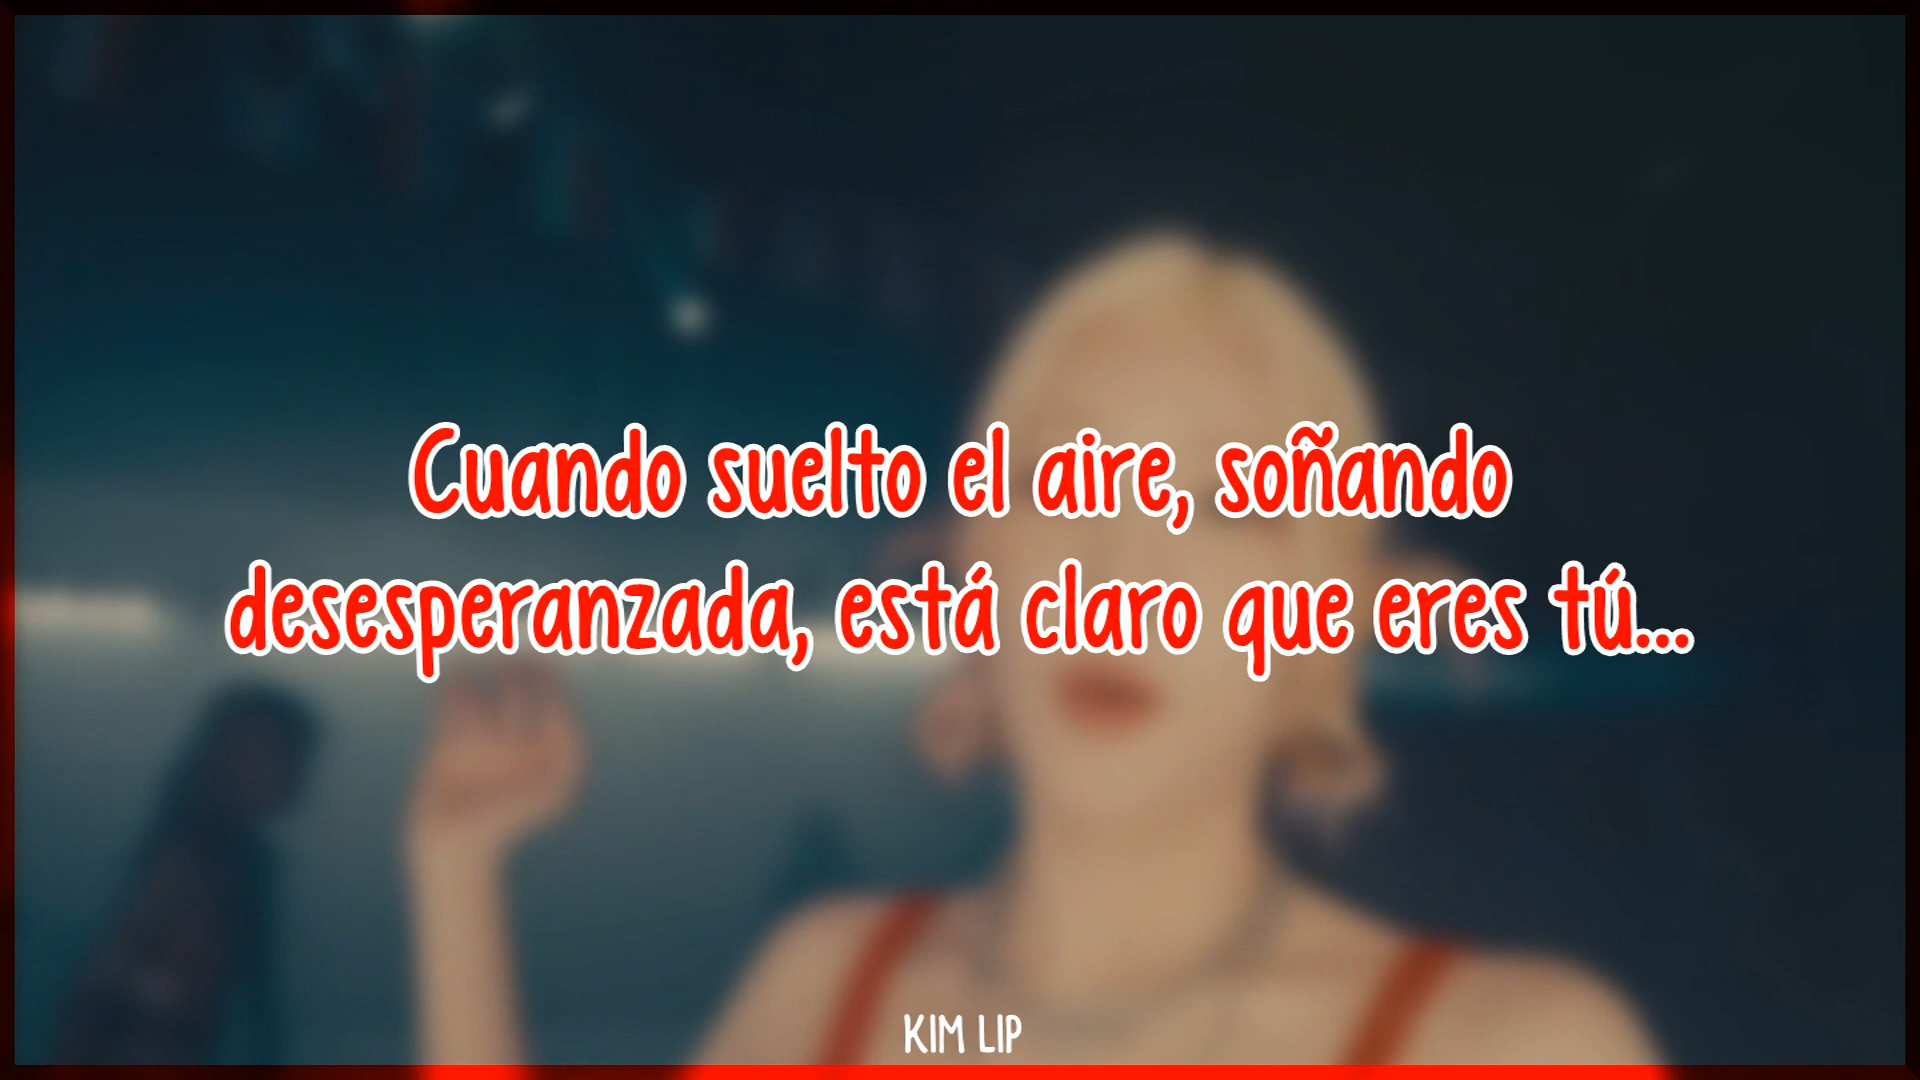 Cuando suelto el aire, soñando
desesperanzada, está claro que eres tú...
KIM LIP